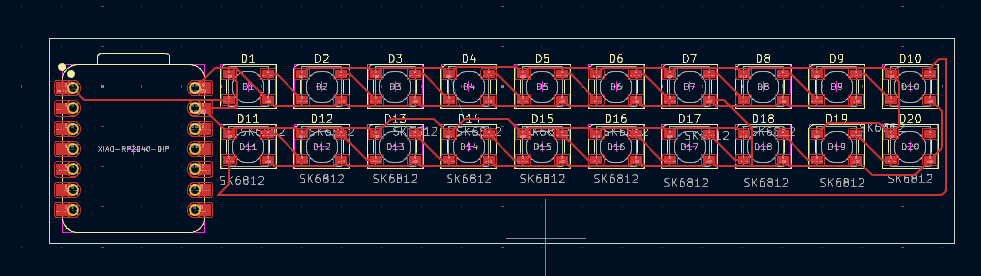 D1 D2 D3 D4 D5 D6 D7 D8 D9 D10
D1 D2 D3 D4 D5 D6 D7 D8 D9 D10
D11 D12 D13 D14 D15 D16 D17 D18 D19 D20
SK6812 SK6812 SK6812 SK6812 SK6812 SK6812 SK6812 SK6812
XIAO-RP2040-DIP D11 D12 D13 D14 D15 D16 D17 D18 D19 D20
SK6812 SK6812 SK6812 SK6812 SK6812 SK6812 SK6812 SK6812 SK6812 SK6812